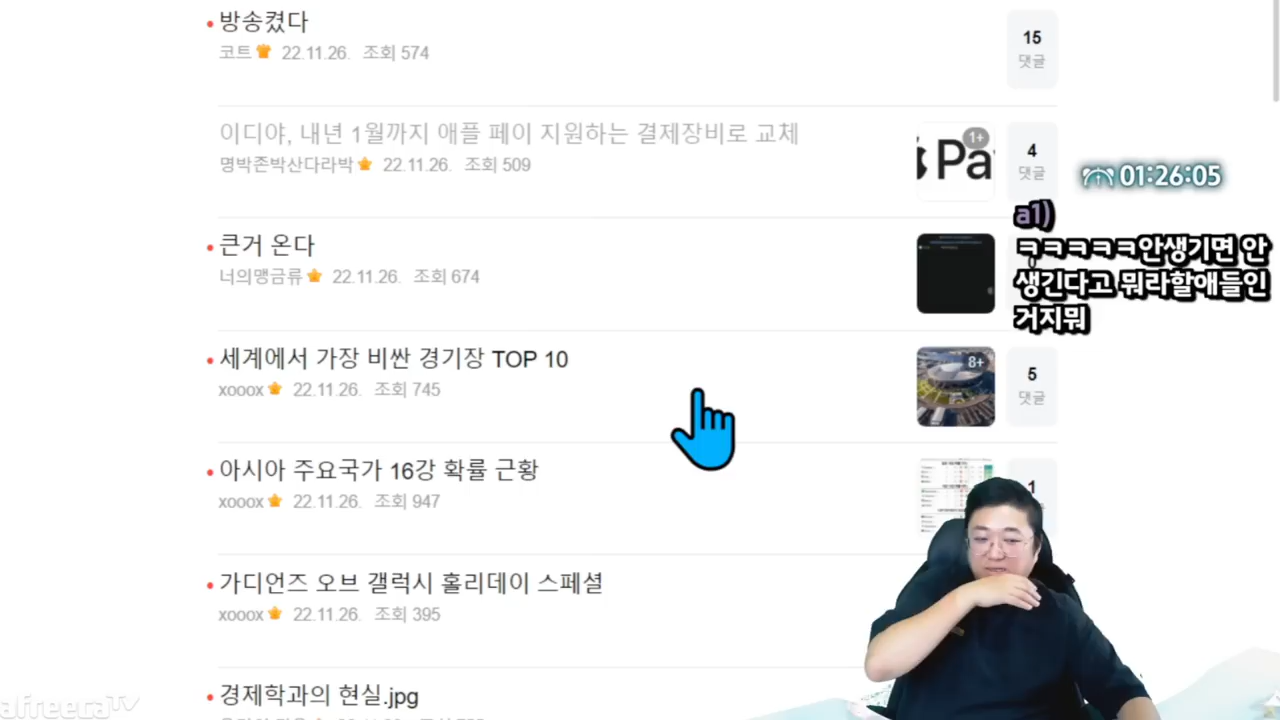 방송켰다
코트 22.11.26. 조회 574
15
댓글
이디야, 내년 1월까지 애플 페이 지원하는 결제장비로 교체
명박존박산다라박 22.11.26. 조회 509
1+
Pa
4
댓글
01:26:05
a1)
ㅋㅋㅋㅋㅋ안생기면 안
생긴다고 뭐라할애들인
거지뭐
큰거 온다
너의맹금류 22.11.26. 조회 674
0
세계에서 가장 비싼 경기장 TOP 10
xooox 22.11.26. 조회 745
8+
5
댓글
아시아 주요국가 16강 확률 근황
xooox 22.11.26. 조회 947
1
가디언즈 오브 갤럭시 홀리데이 스페셜
xooox 22.11.26. 조회 395
경제학과의 현실.jpg
afreecaTV